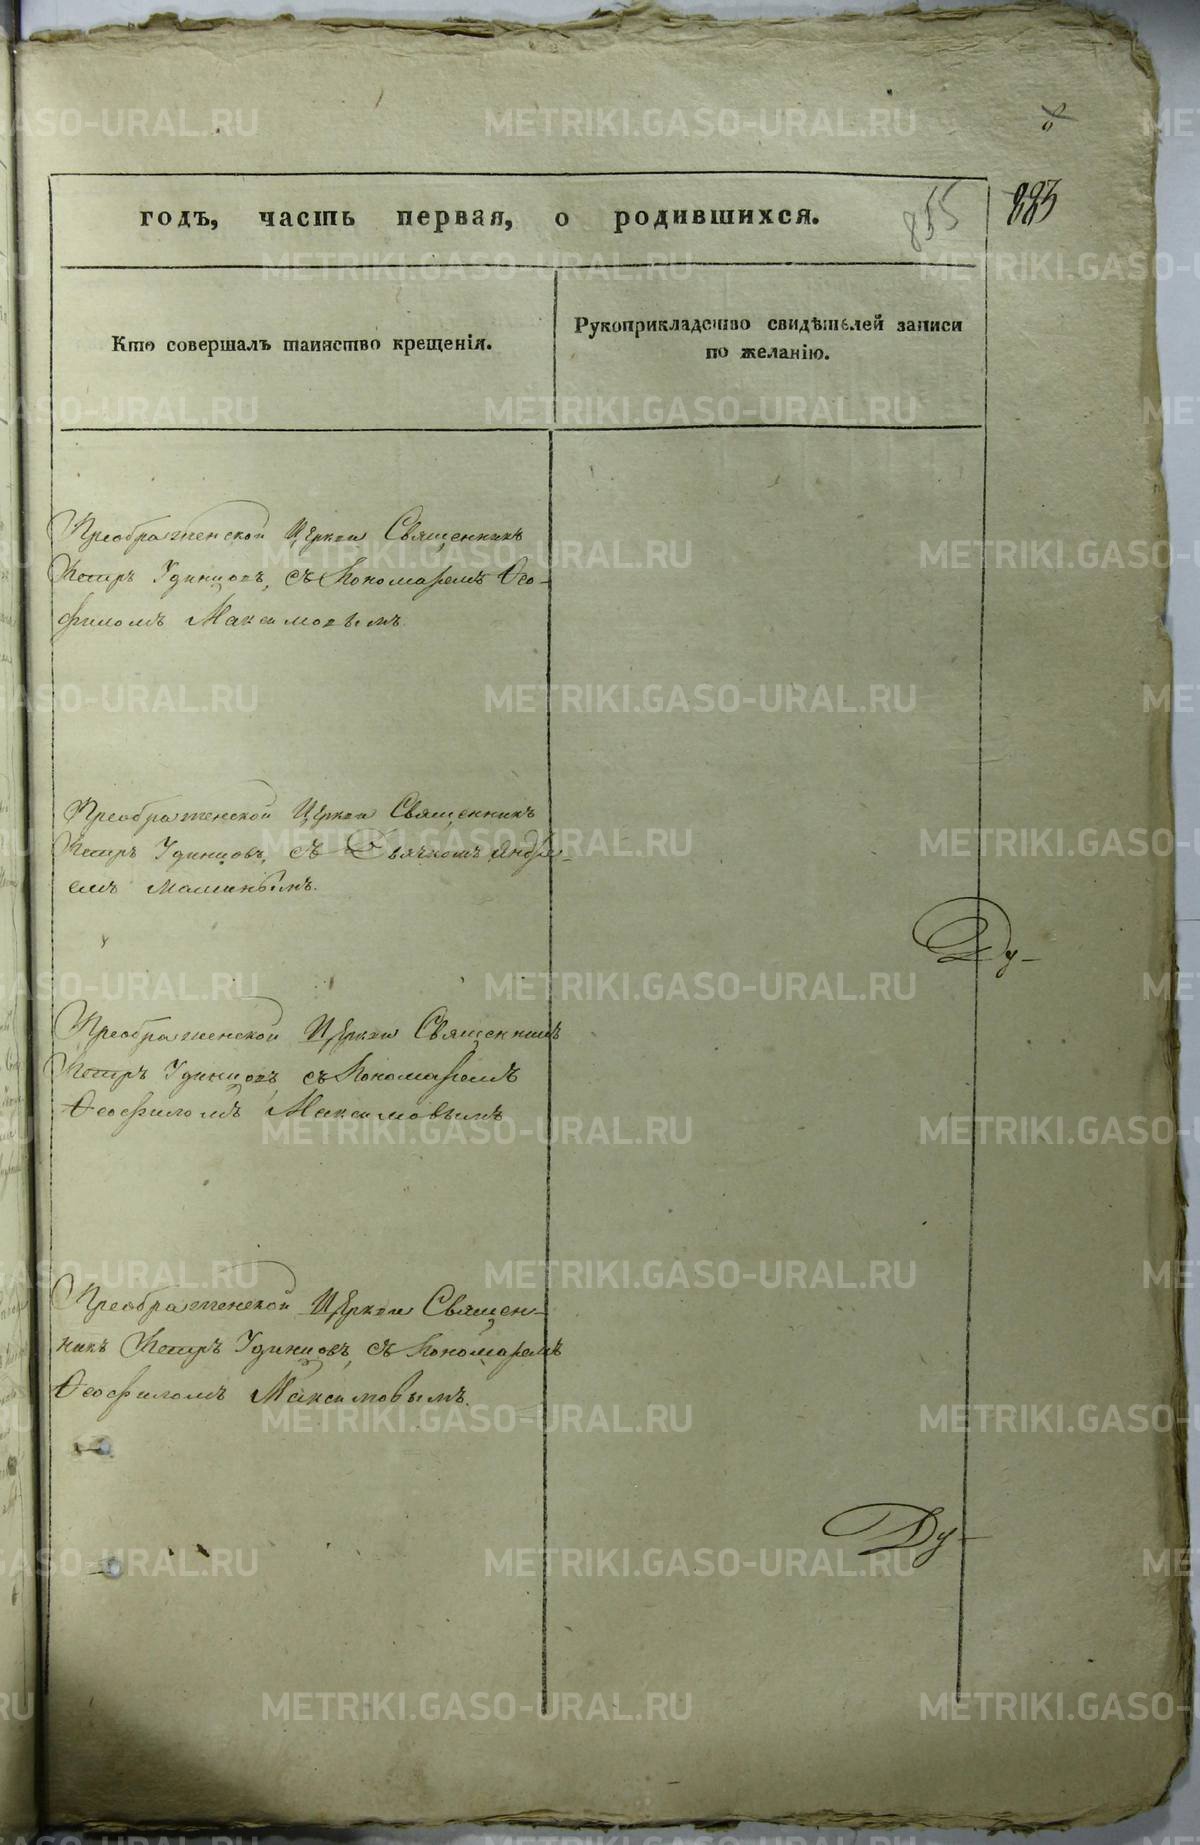 883
855
годъ, часть первая, о родившихся.
Кто совершалъ таинство крещенія.
Рукоприкладство свидѣтелей записи
по желанію.
Преображенской Церкви Священникъ
Петръ Удинцовъ, съ Пономаремъ Ѳео-
филомъ Максимовымъ.
Преображенской Церкви Священникъ
Петръ Удинцовъ, съ Дьячкомъ Андре-
емъ
Преображенской Церкви Священникъ
Петръ Удинцовъ съ Пономаремъ
Ѳеофиломъ Максимовымъ
Ду-
Преображенской Церкви Священ-
никъ Петръ Удинцовъ, съ Пономаремъ
Ѳеофиломъ Максимовымъ.
Ду-
METRIKI.GASO-URAL.RU